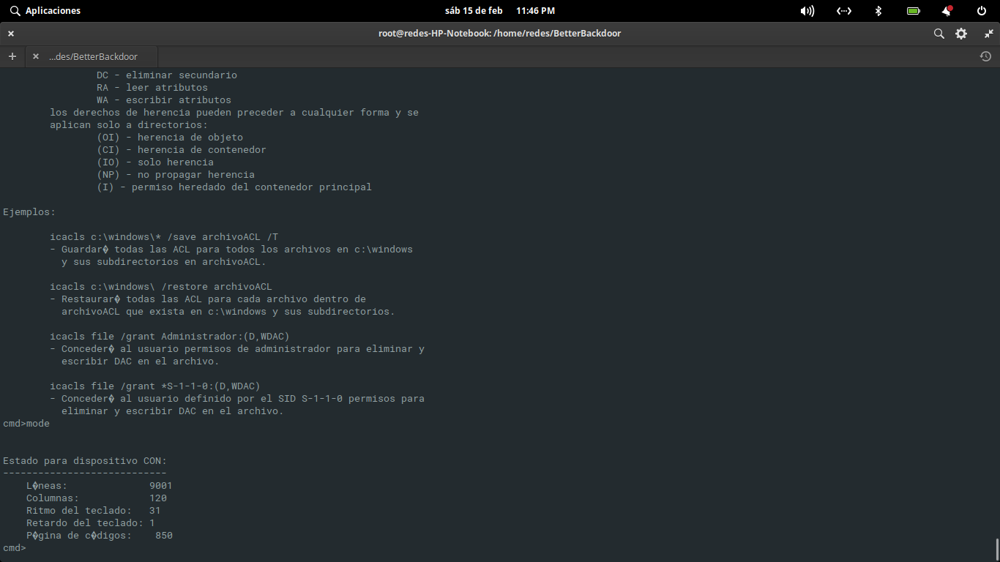 Aplicaciones
sáb 15 de feb 11:46 PM
root@redes-HP-Notebook: /home/redes/BetterBackdoor
...des/BetterBackdoor
DC - eliminar secundario
RA - leer atributos
WA - escribir atributos
los derechos de herencia pueden preceder a cualquier forma y se
aplican solo a directorios:
(OI) - herencia de objeto
(CI) - herencia de contenedor
(IO) - solo herencia
(NP) - no propagar herencia
(I) - permiso heredado del contenedor principal
Ejemplos:
icacls c:\windows\* /save archivoACL /T
- Guardar� todas las ACL para todos los archivos en c:\windows
y sus subdirectorios en archivoACL.
icacls c:\windows\ /restore archivoACL
- Restaurar� todas las ACL para cada archivo dentro de
archivoACL que exista en c:\windows y sus subdirectorios.
icacls file /grant Administrador:(D,WDAC)
- Conceder� al usuario permisos de administrador para eliminar y
escribir DAC en el archivo.
icacls file /grant *S-1-1-0:(D,WDAC)
- Conceder� al usuario definido por el SID S-1-1-0 permisos para
eliminar y escribir DAC en el archivo.
cmd>mode
Estado para dispositivo CON:
----------------------------
L�neas: 9001
Columnas: 120
Ritmo del teclado: 31
Retardo del teclado: 1
P�gina de c�digos: 850
cmd>